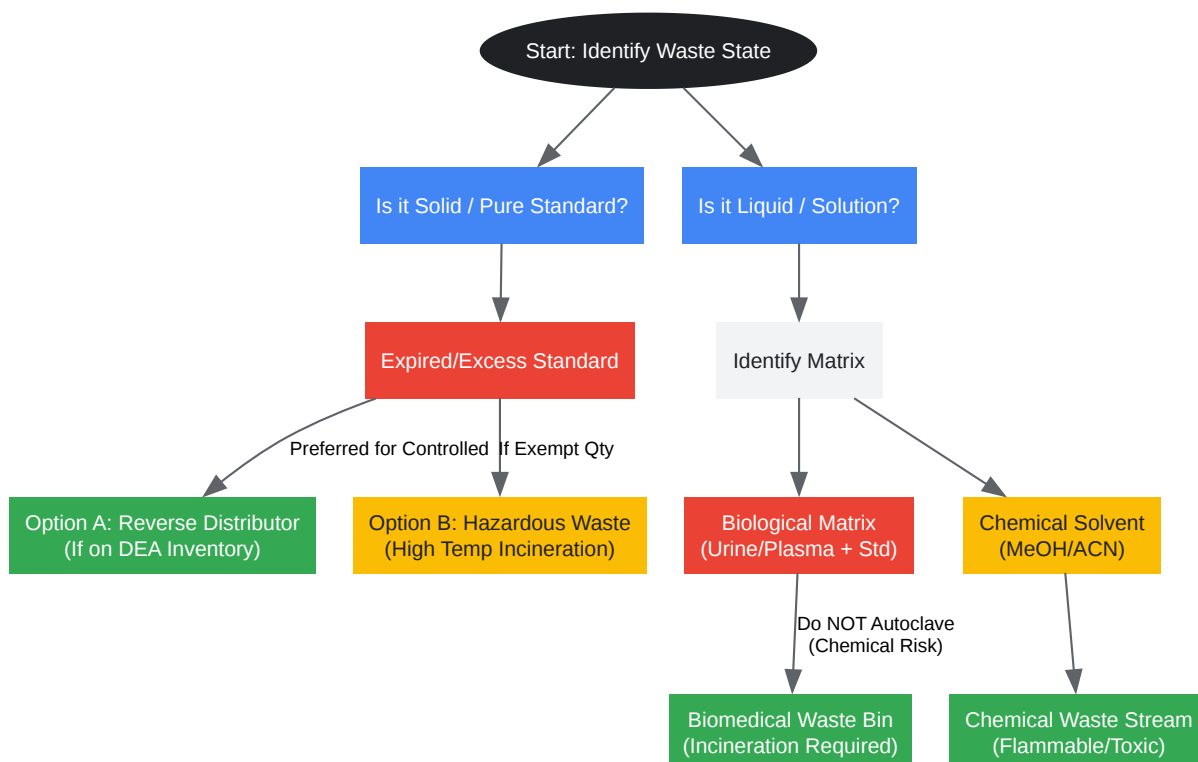 Start: Identify Waste State
Is it Solid / Pure Standard?
Is it Liquid / Solution?
Expired/Excess Standard
Identify Matrix
Preferred for Controlled
If Exempt Qty
Option A: Reverse Distributor
(If on DEA Inventory)
Option B: Hazardous Waste
(High Temp Incineration)
Biological Matrix
(Urine/Plasma + Std)
Chemical Solvent
(MeOH/ACN)
Do NOT Autoclave
(Chemical Risk)
Biomedical Waste Bin
(Incineration Required)
Chemical Waste Stream
(Flammable/Toxic)